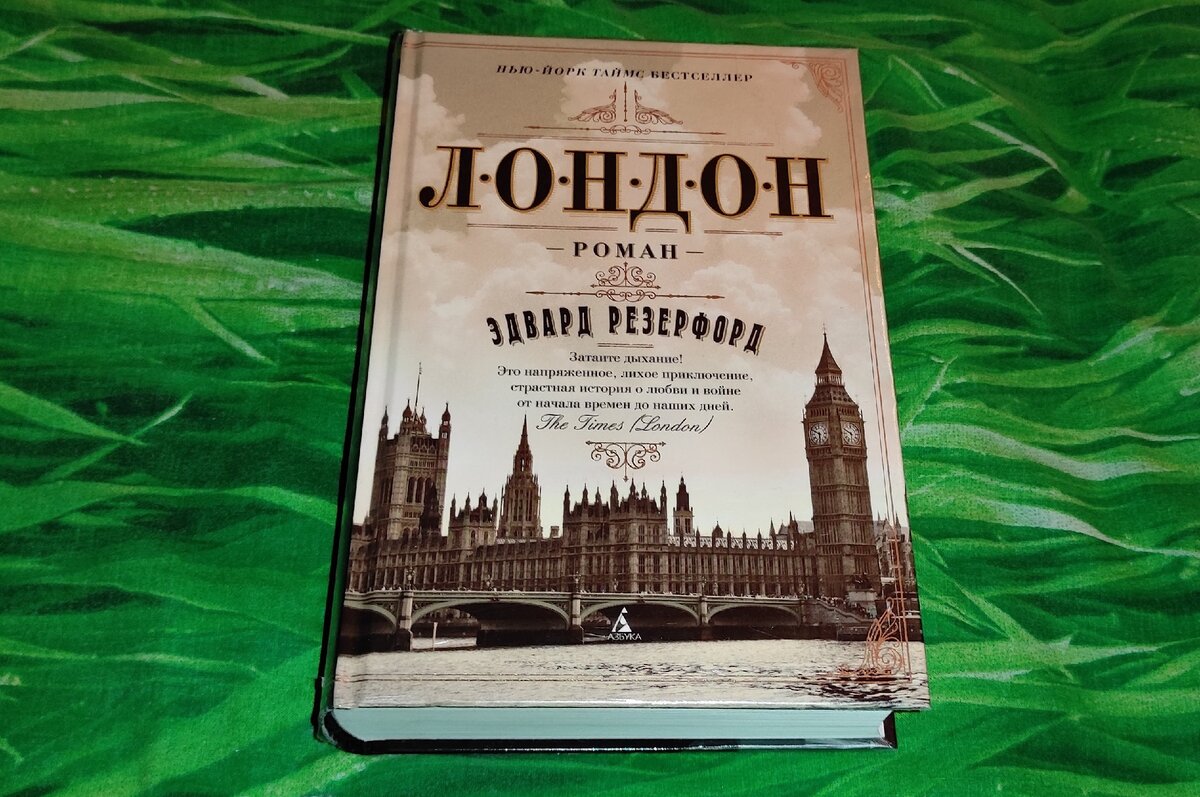 НЬЮ-ЙОРК ТАЙМС БЕСТСЕЛЛЕР
Л·О·Н·Д·О·Н
— РОМАН —
ЭДВАРД РЕЗЕРФОРД
Затаите дыхание!
Это напряженное, лихое приключение,
страстная история о любви и войне
от начала времен до наших дней.
The Times (London)
АЗБУКА